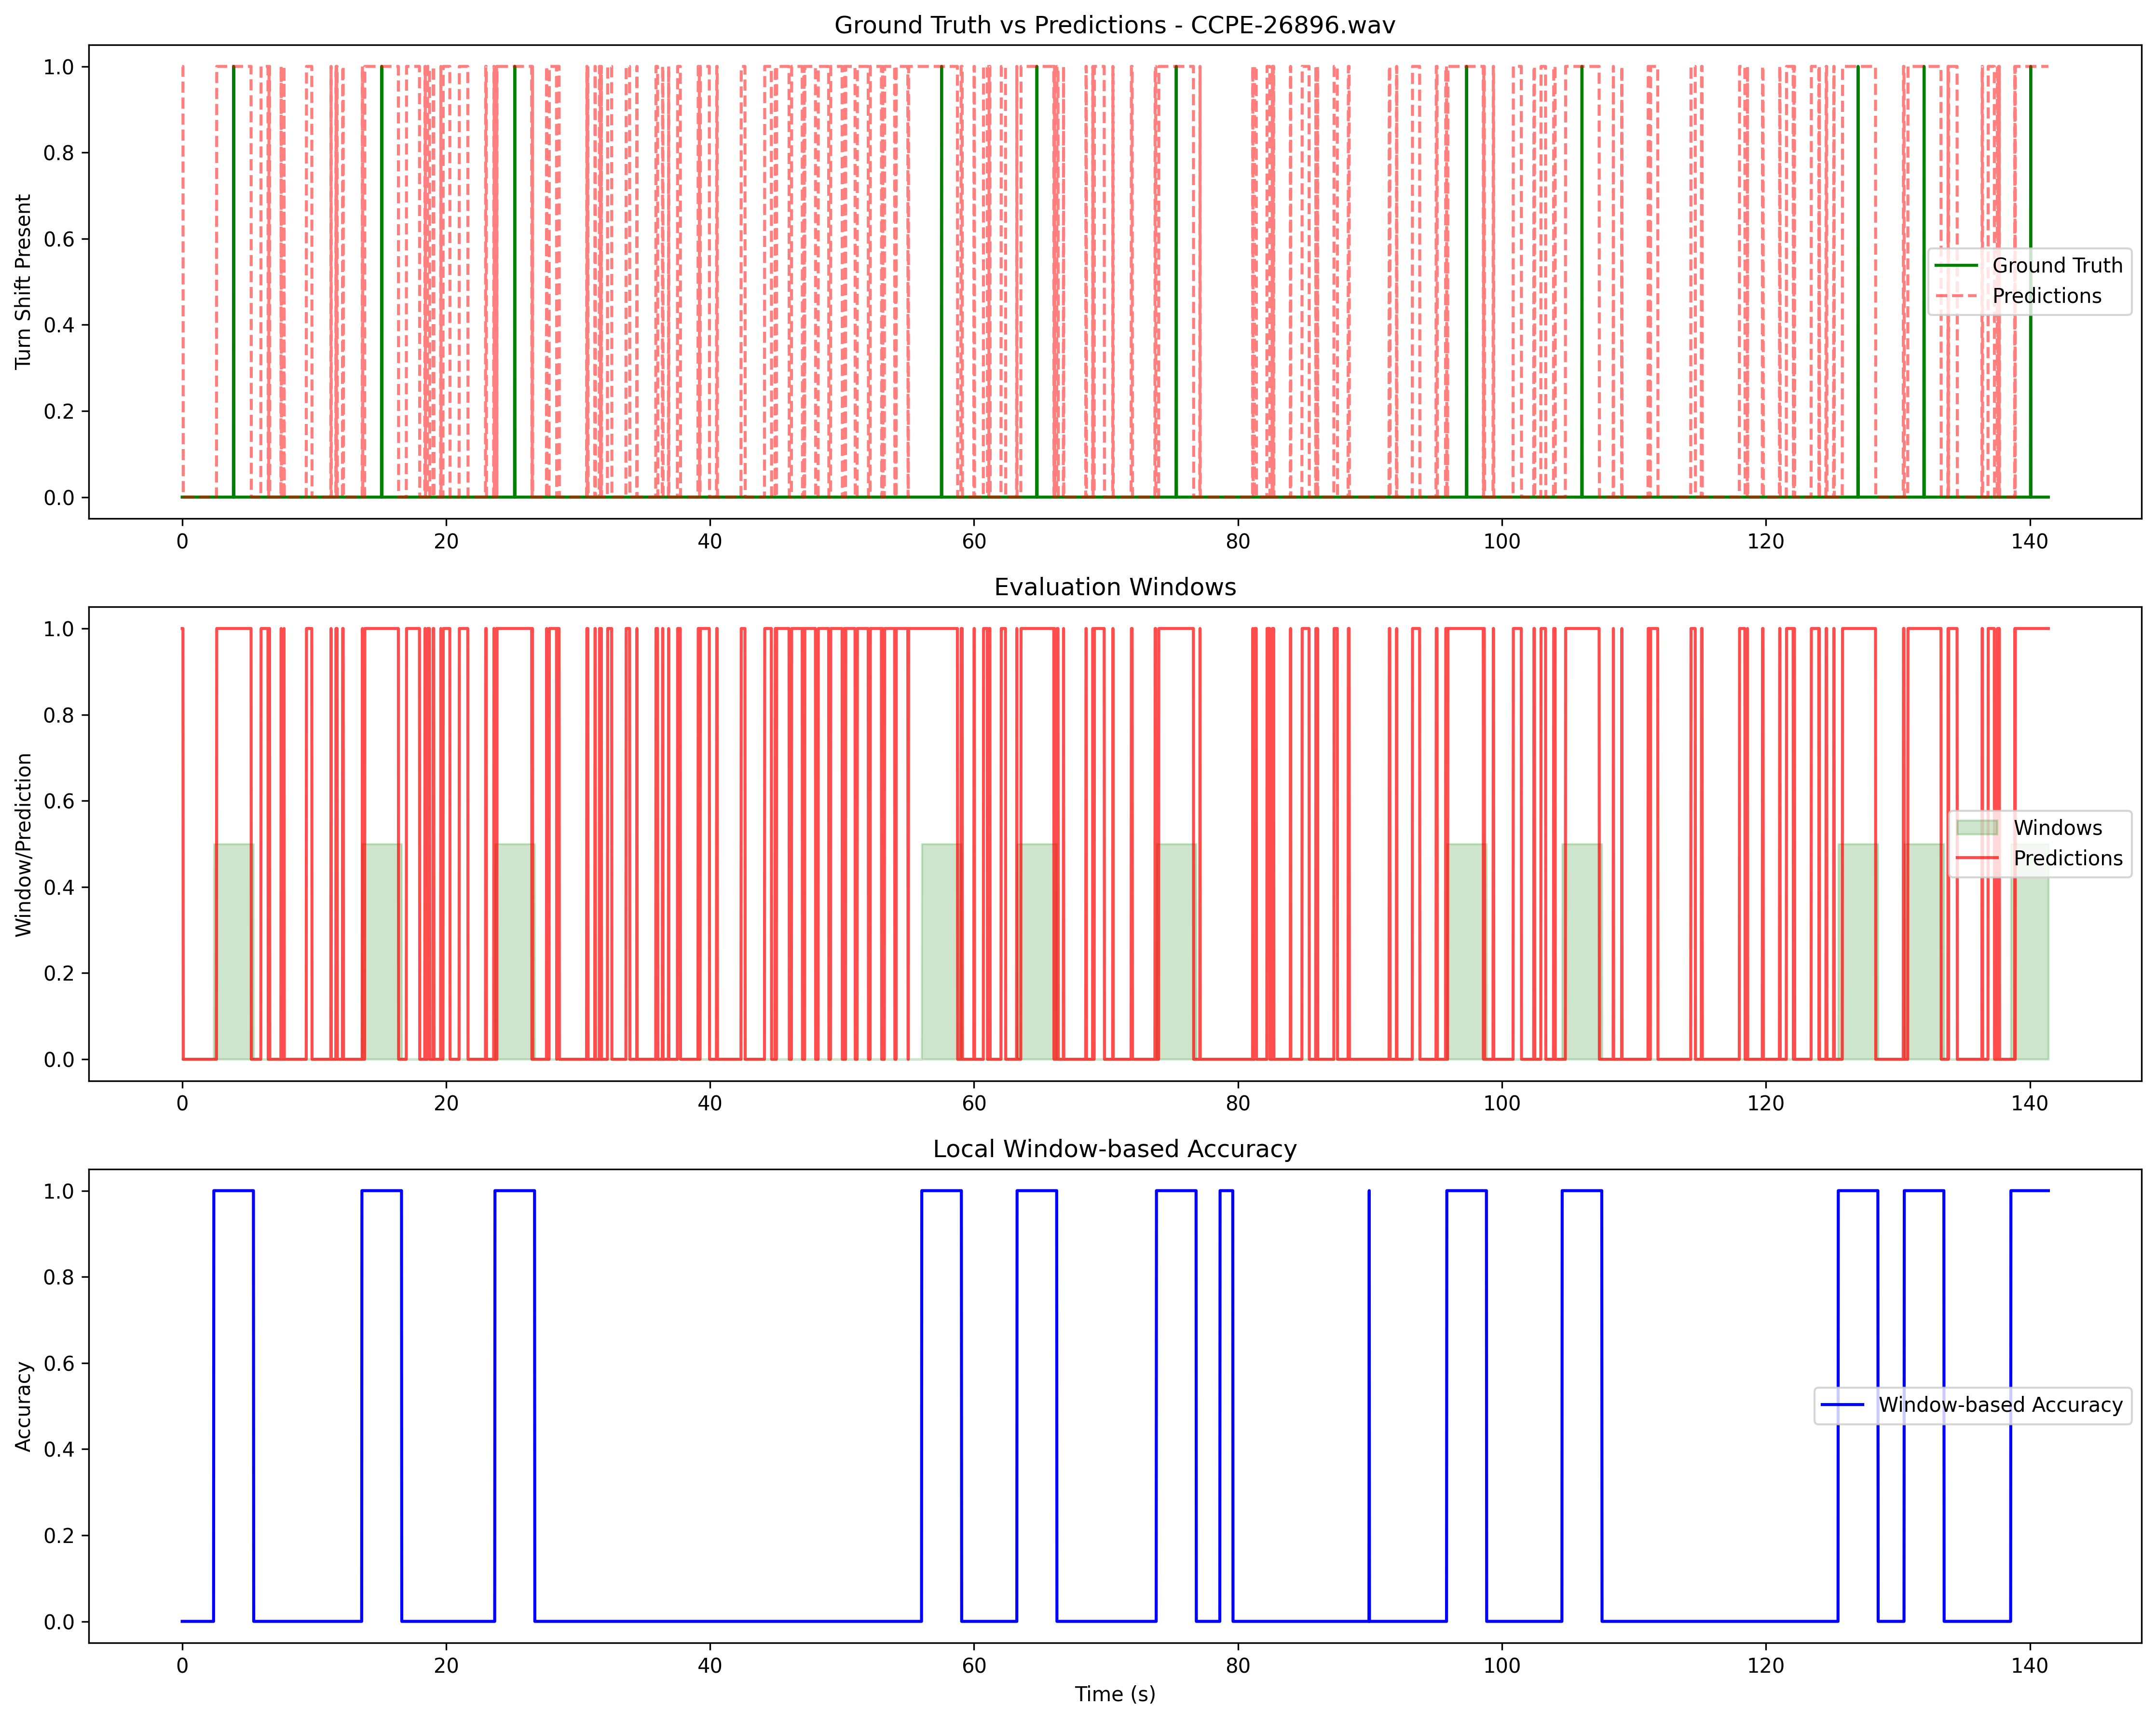 Ground Truth vs Predictions - CCPE-26896.wav
1.0
0.8
0.6
0.4
0.2
0.0
Turn Shift Present
Ground Truth
Predictions
0 20 40 60 80 100 120 140
Evaluation Windows
1.0
0.8
0.6
0.4
0.2
0.0
Window/Prediction
Windows
Predictions
0 20 40 60 80 100 120 140
Local Window-based Accuracy
1.0
0.8
0.6
0.4
0.2
0.0
Accuracy
Window-based Accuracy
0 20 40 60 80 100 120 140
Time (s)